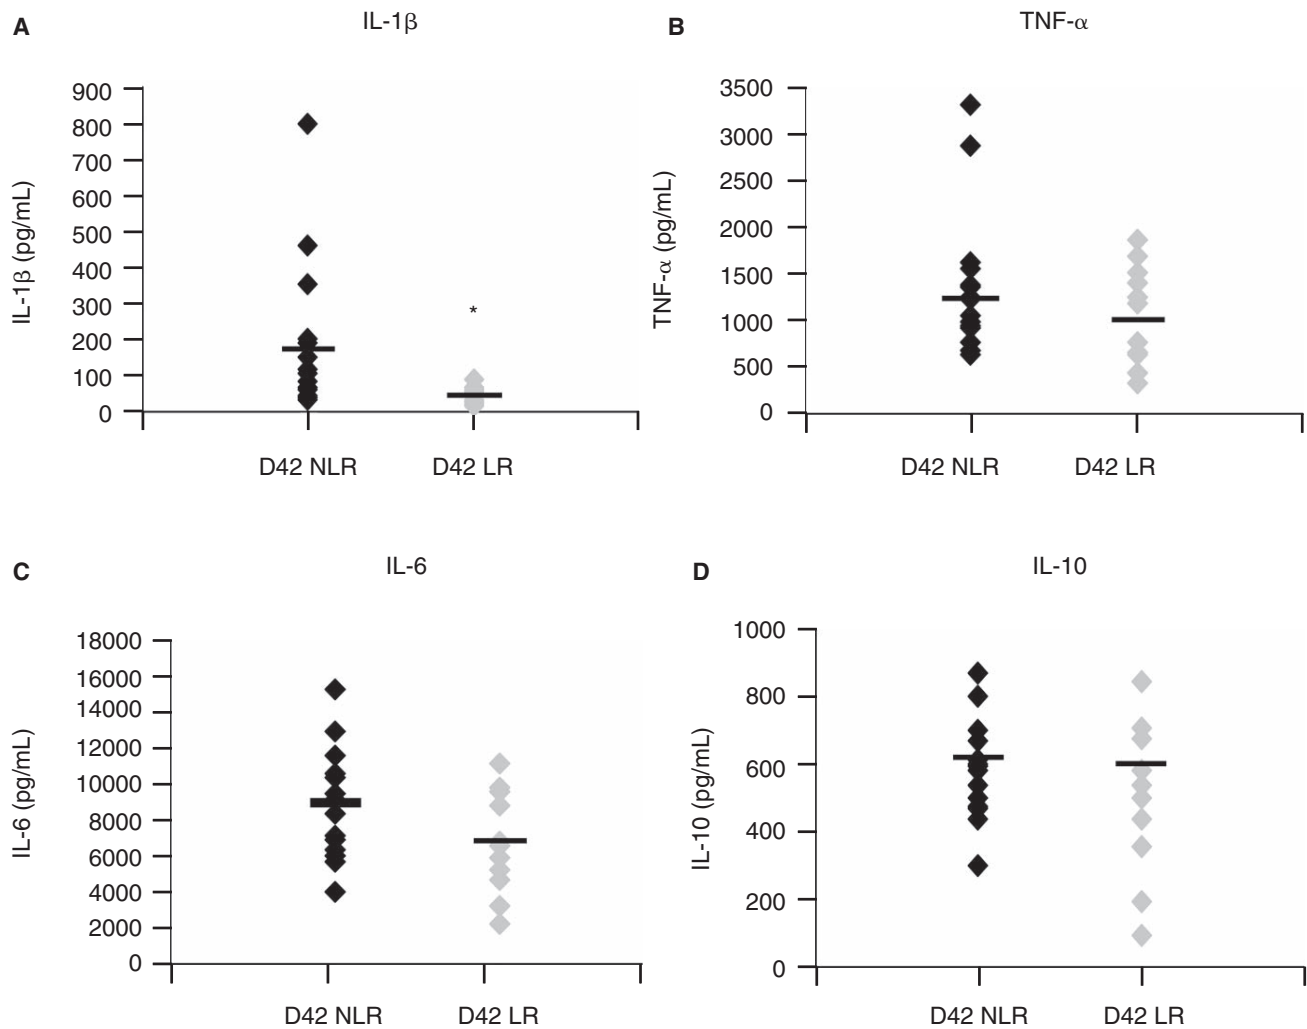 A
IL-1β
IL-1β (pg/mL)
900
800
700
600
500
400
300
200
100
0
*
D42 NLR
D42 LR
B
TNF-α
TNF-α (pg/mL)
3500
3000
2500
2000
1500
1000
500
0
D42 NLR
D42 LR
C
IL-6
IL-6 (pg/mL)
18000
16000
14000
12000
10000
8000
6000
4000
2000
0
D42 NLR
D42 LR
D
IL-10
IL-10 (pg/mL)
1000
800
600
400
200
0
D42 NLR
D42 LR